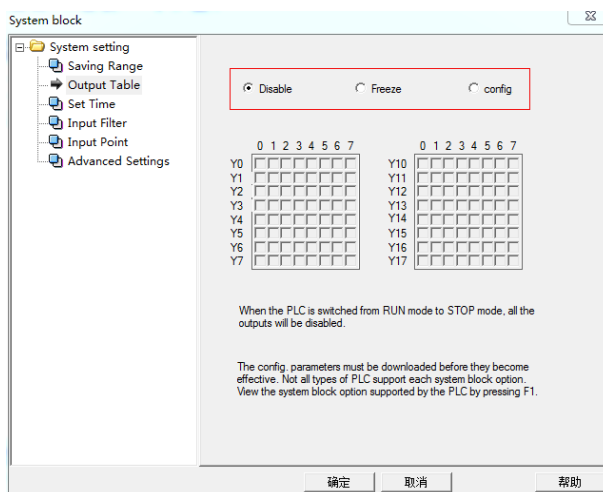 System block
System setting
Saving Range
Output Table
Set Time
Input Filter
Input Point
Advanced Settings
Disable Freeze config
0 1 2 3 4 5 6 7 0 1 2 3 4 5 6 7
Y0 Y10
Y1 Y11
Y2 Y12
Y3 Y13
Y4 Y14
Y5 Y15
Y6 Y16
Y7 Y17
When the PLC is switched from RUN mode to STOP mode, all the
outputs will be disabled.
The config. parameters must be downloaded before they become
effective. Not all types of PLC support each system block option.
View the system block option supported by the PLC by pressing F1.
确定 取消 帮助